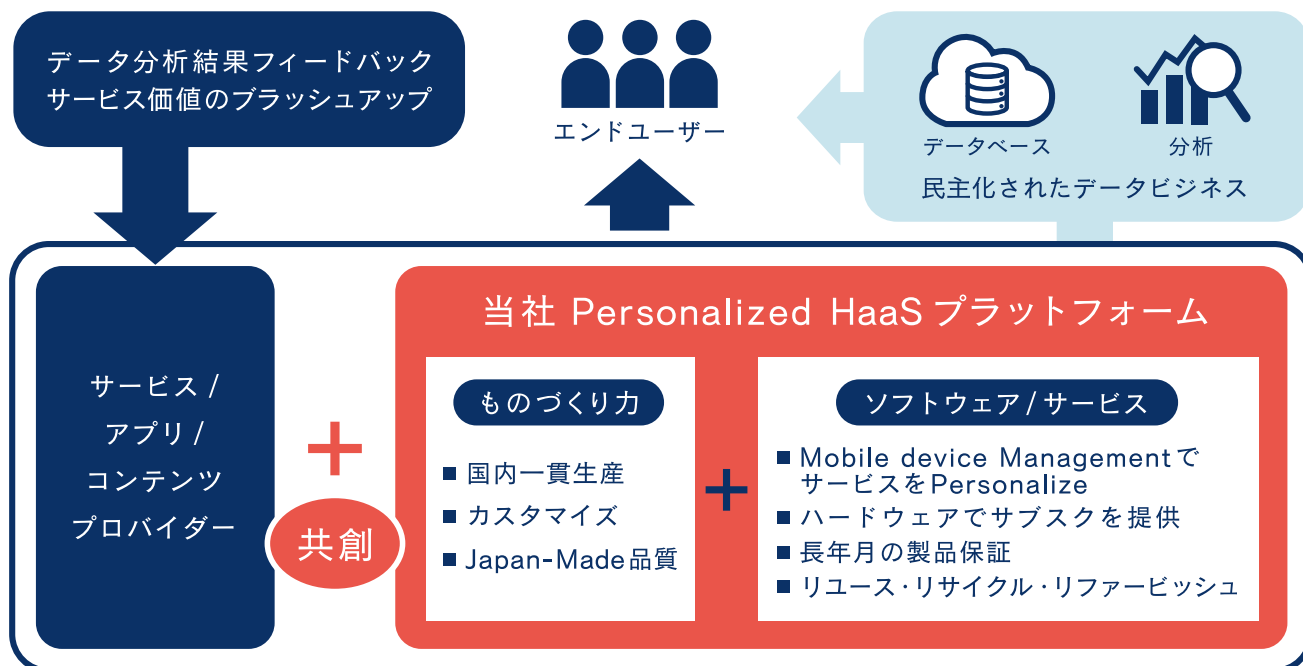 データ分析結果フィードバック
サービス価値のブラッシュアップ
エンドユーザー
データベース
分析
民主化されたデータビジネス
サービス /
アプリ /
コンテンツ
プロバイダー
共創
当社 Personalized HaaS プラットフォーム
ものづくり力
■ 国内一貫生産
■ カスタマイズ
■ Japan-Made品質
ソフトウェア / サービス
■ Mobile device Managementで
サービスをPersonalize
■ ハードウェアでサブスクを提供
■ 長年月の製品保証
■ リユース・リサイクル・リファービッシュ